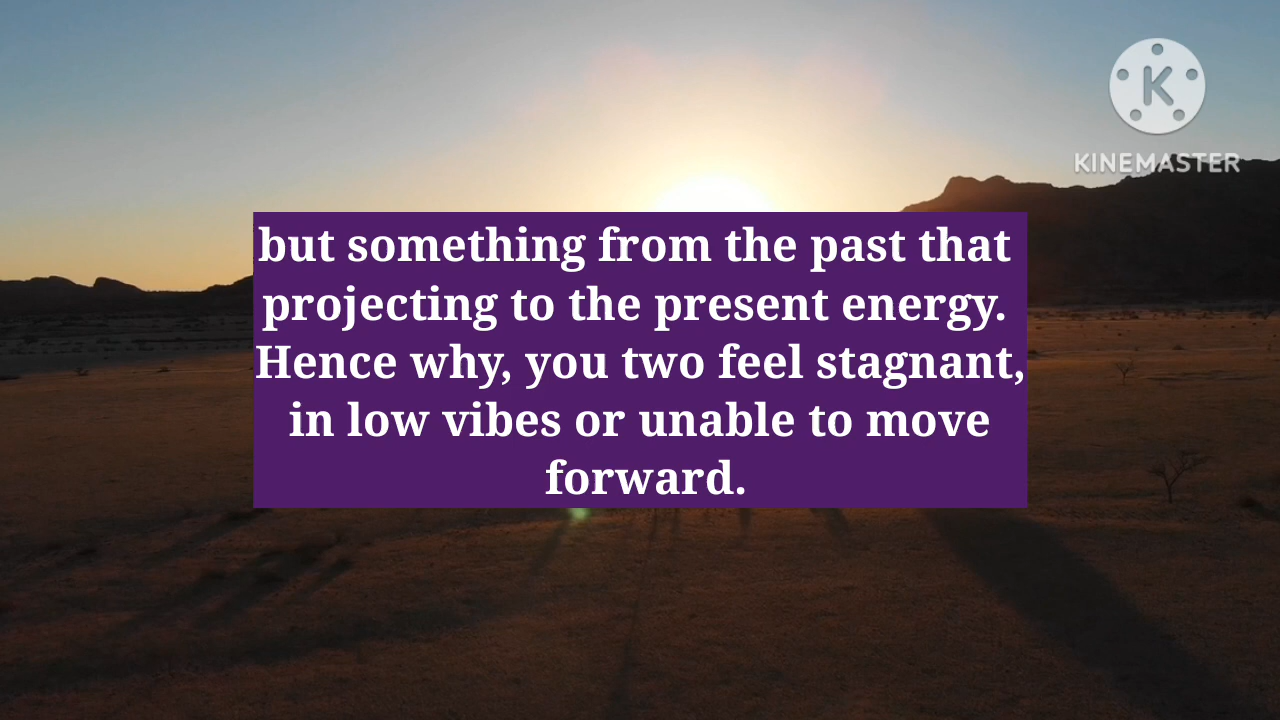 K
KINEMASTER
but something from the past that
projecting to the present energy.
Hence why, you two feel stagnant,
in low vibes or unable to move
forward.